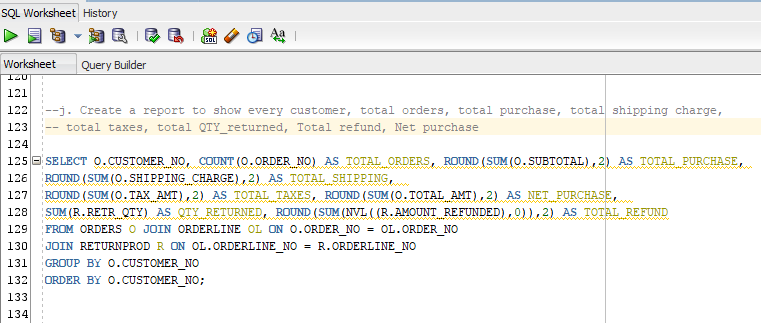 SQL Worksheet History
SQL Aa
Worksheet Query Builder
120
121
122 --j. Create a report to show every customer, total orders, total purchase, total shipping charge,
123 -- total taxes, total QTY_returned, Total refund, Net purchase
124
125 SELECT O.CUSTOMER_NO, COUNT(O.ORDER_NO) AS TOTAL_ORDERS, ROUND(SUM(O.SUBTOTAL),2) AS TOTAL_PURCHASE,
126 ROUND(SUM(O.SHIPPING_CHARGE),2) AS TOTAL_SHIPPING,
127 ROUND(SUM(O.TAX_AMT),2) AS TOTAL_TAXES, ROUND(SUM(O.TOTAL_AMT),2) AS NET_PURCHASE,
128 SUM(R.RETR_QTY) AS QTY_RETURNED, ROUND(SUM(NVL((R.AMOUNT_REFUNDED),0)),2) AS TOTAL_REFUND
129 FROM ORDERS O JOIN ORDERLINE OL ON O.ORDER_NO = OL.ORDER_NO
130 JOIN RETURNPROD R ON OL.ORDERLINE_NO = R.ORDERLINE_NO
131 GROUP BY O.CUSTOMER_NO
132 ORDER BY O.CUSTOMER_NO;
133
134